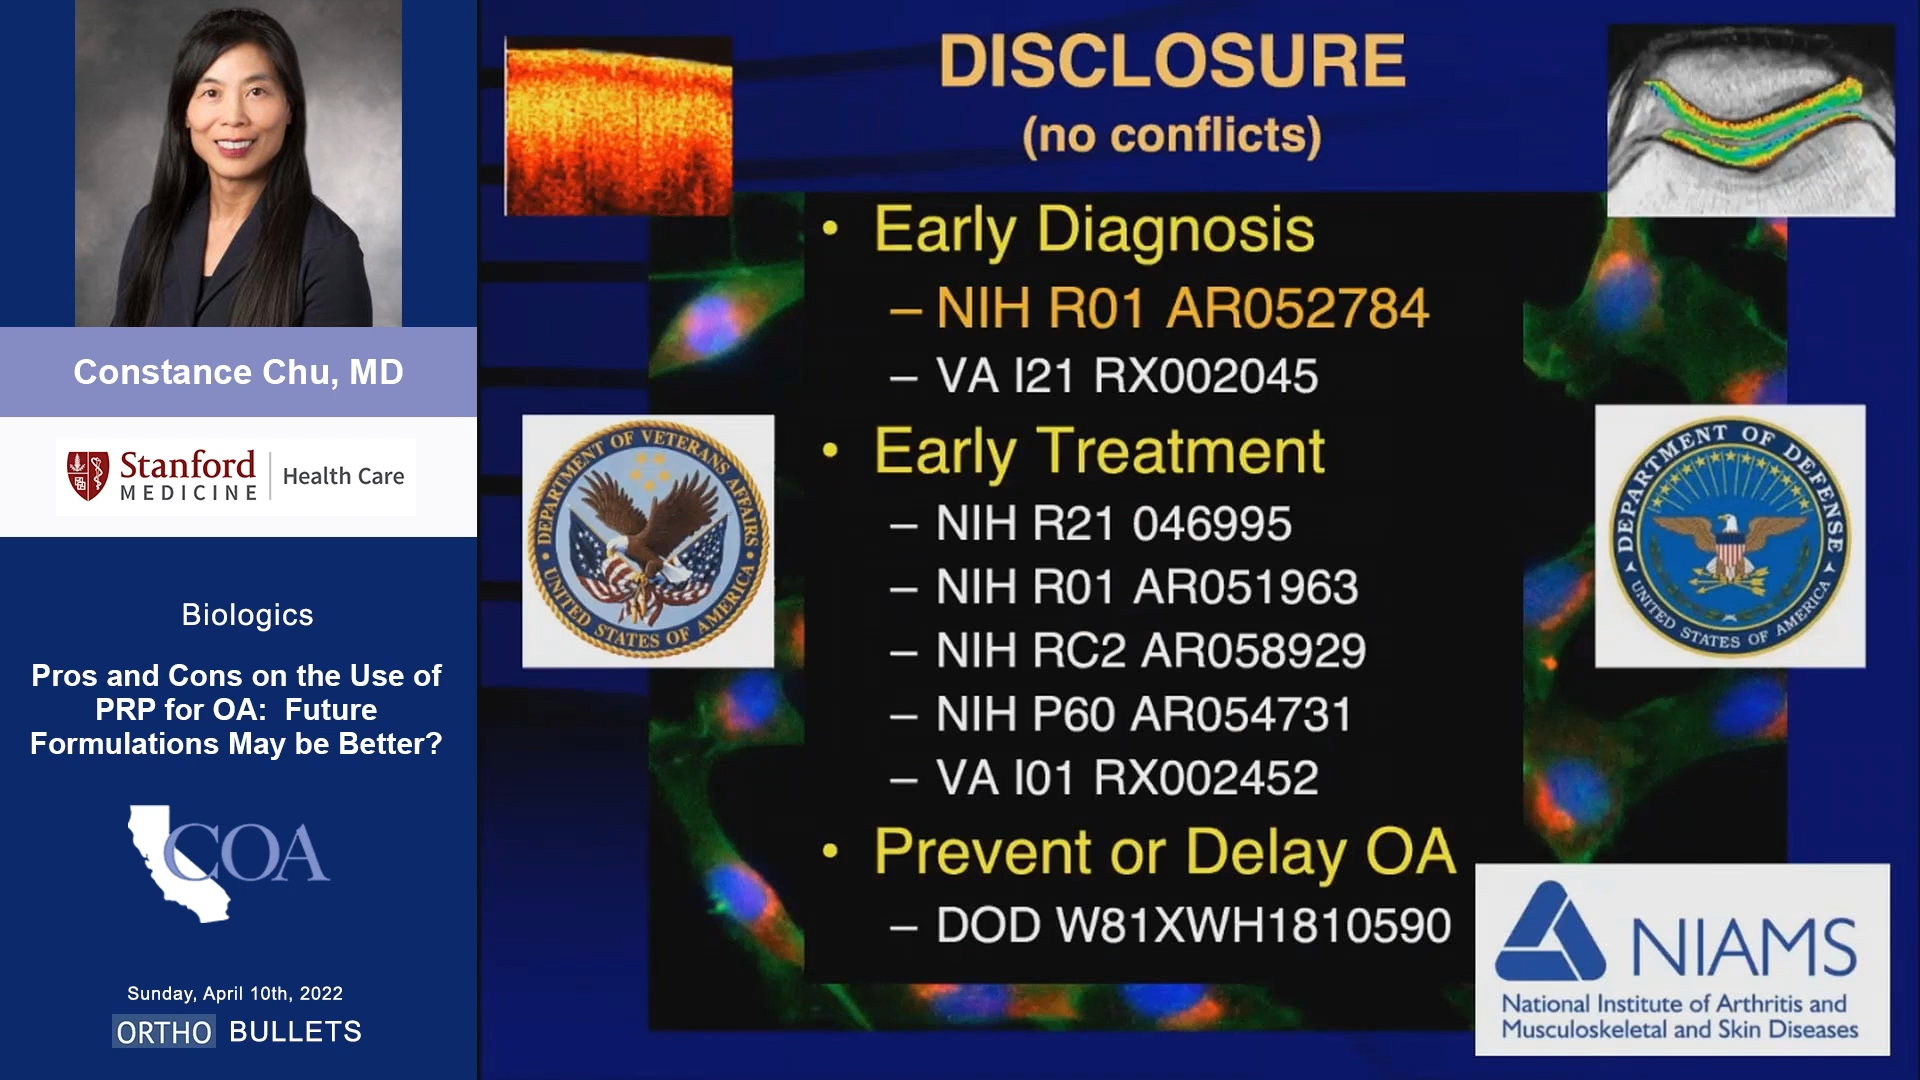 Constance Chu, MD
Stanford
MEDICINE
Health Care
Biologics
Pros and Cons on the Use of
PRP for OA:  Future
Formulations May be Better?
COA
Sunday, April 10th, 2022
ORTHO BULLETS
DISCLOSURE
(no conflicts)
• Early Diagnosis
– NIH R01 AR052784
– VA I21 RX002045
• Early Treatment
– NIH R21 046995
– NIH R01 AR051963
– NIH RC2 AR058929
– NIH P60 AR054731
– VA I01 RX002452
• Prevent or Delay OA
– DOD W81XWH1810590
DEPARTMENT OF VETERANS AFFAIRS
UNITED STATES OF AMERICA
DEPARTMENT OF DEFENSE
UNITED STATES OF AMERICA
NIAMS
National Institute of Arthritis and
Musculoskeletal and Skin Diseases